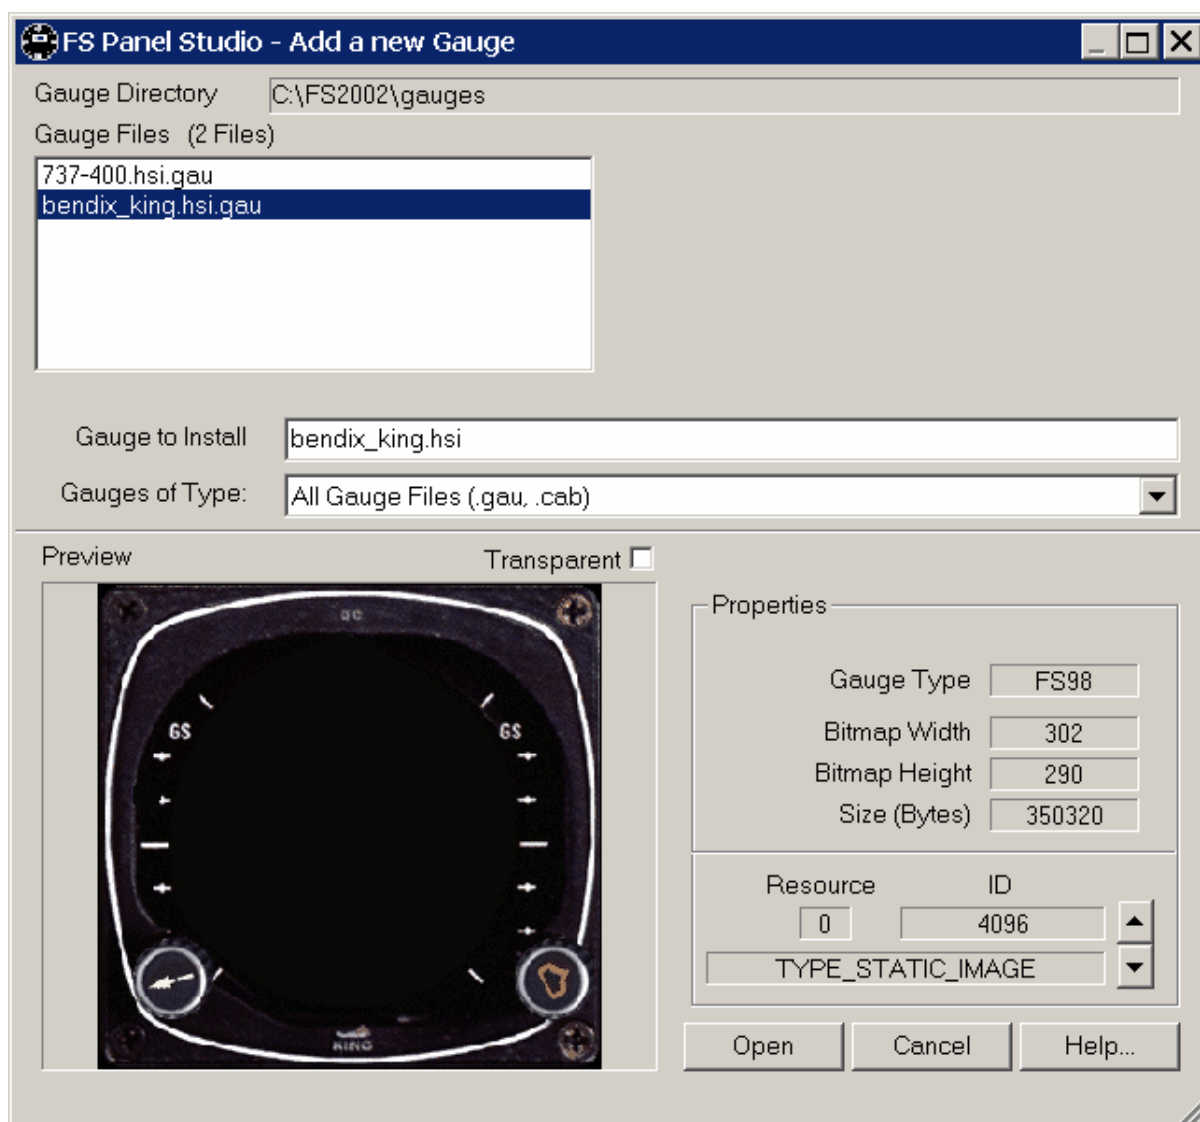 FS Panel Studio - Add a new Gauge
Gauge Directory C:\FS2002\gauges
Gauge Files (2 Files)
737-400.hsi.gau
bendix_king.hsi.gau
Gauge to Install bendix_king.hsi
Gauges of Type: All Gauge Files (.gau, .cab)
Preview Transparent
Properties
GS GS
Gauge Type FS98
Bitmap Width 302
Bitmap Height 290
Size (Bytes) 350320
Resource ID
0 4096
TYPE_STATIC_IMAGE
KING
Open Cancel Help...